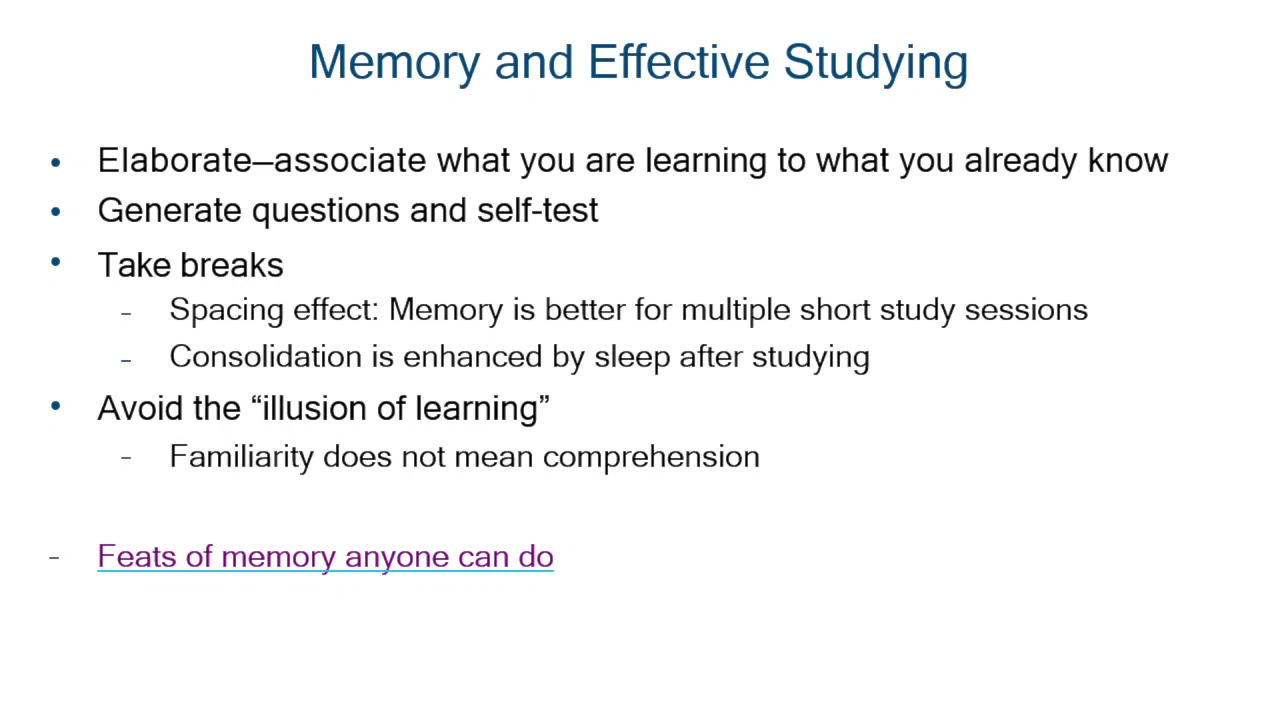 Memory and Effective Studying
• Elaborate—associate what you are learning to what you already know
• Generate questions and self-test
• Take breaks
– Spacing effect: Memory is better for multiple short study sessions
– Consolidation is enhanced by sleep after studying
• Avoid the “illusion of learning”
– Familiarity does not mean comprehension
– Feats of memory anyone can do